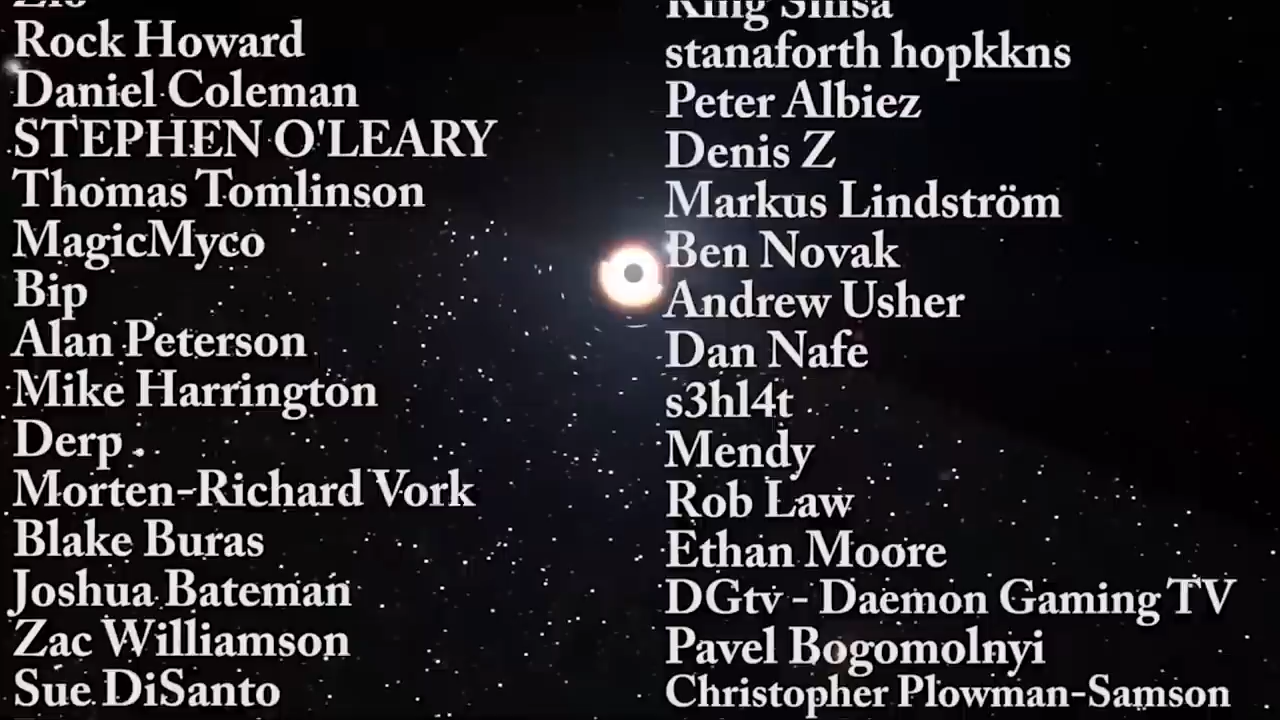 Rock Howard
Daniel Coleman
STEPHEN O'LEARY
Thomas Tomlinson
MagicMyco
Bip
Alan Peterson
Mike Harrington
Derp .
Morten-Richard Vork
Blake Buras
Joshua Bateman
Zac Williamson
Sue DiSanto
stanaforth hopkkns
Peter Albiez
Denis Z
Markus Lindström
Ben Novak
Andrew Usher
Dan Nafe
s3hl4t
Mendy
Rob Law
Ethan Moore
DGtv - Daemon Gaming TV
Pavel Bogomolnyi
Christopher Plowman-Samson